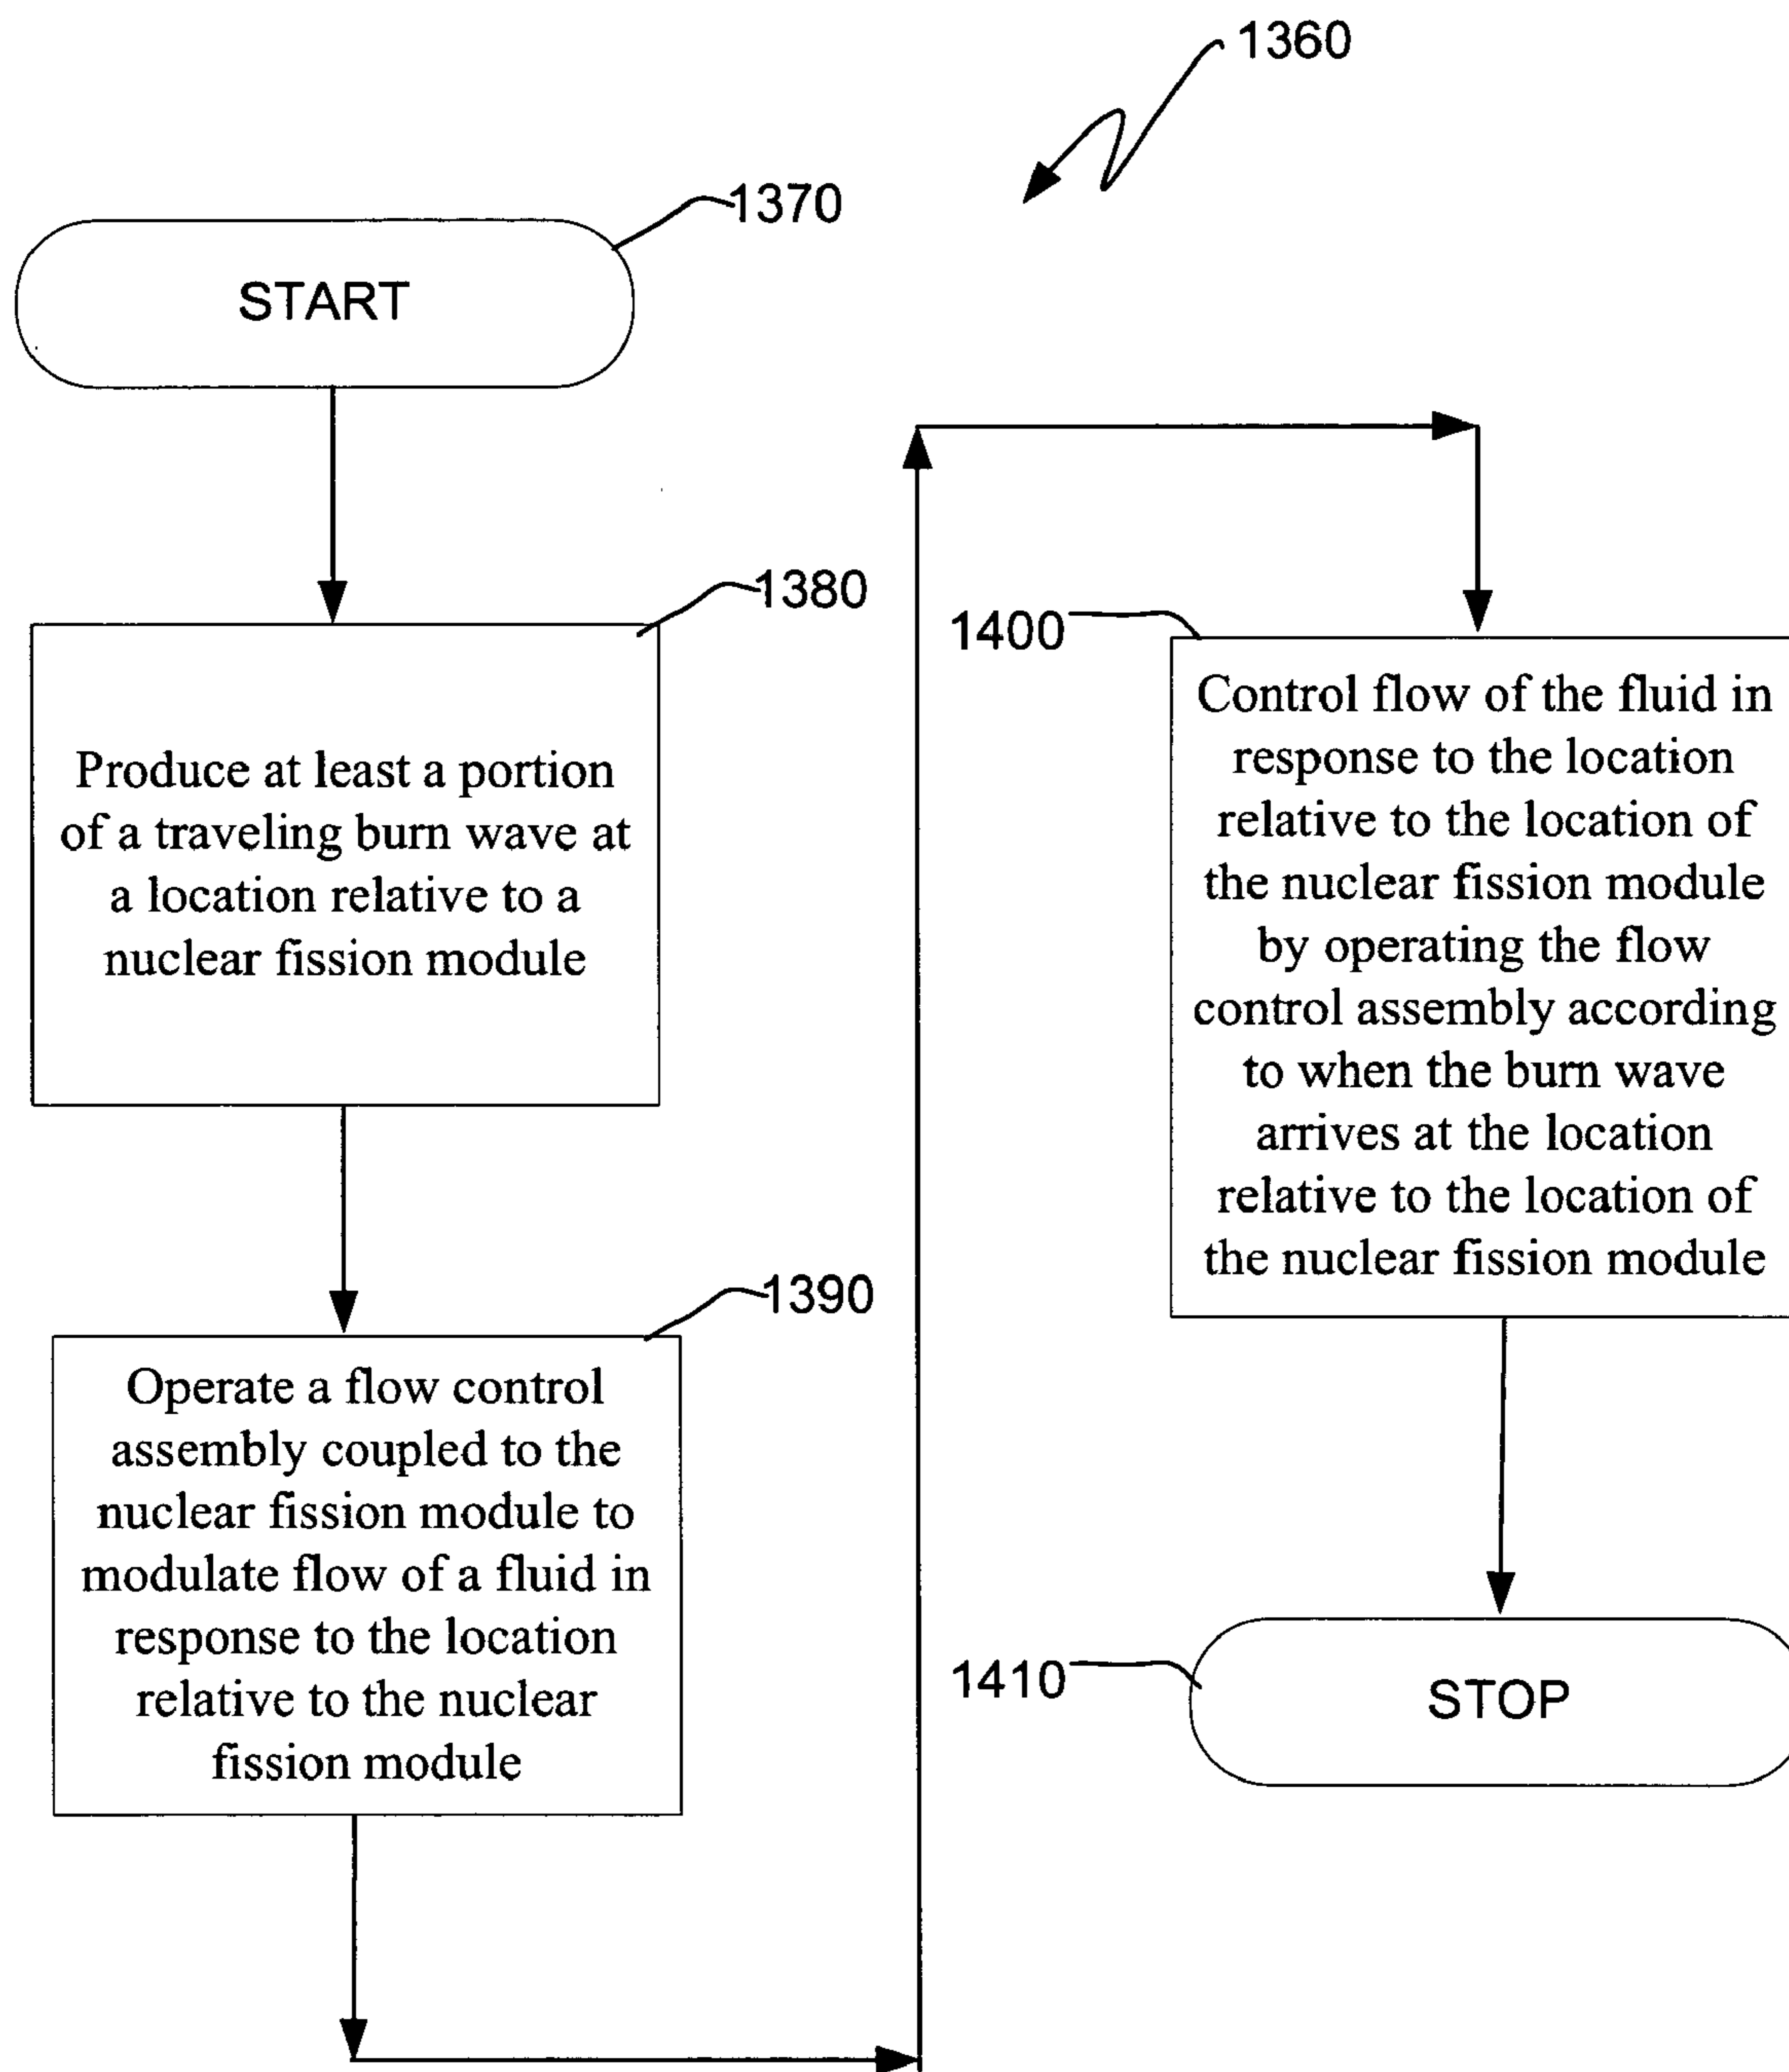 1360
1370
START
1380
Produce at least a portion
of a traveling burn wave at
a location relative to a
nuclear fission module
1390
Operate a flow control
assembly coupled to the
nuclear fission module to
modulate flow of a fluid in
response to the location
relative to the nuclear
fission module
1400
Control flow of the fluid in
response to the location
relative to the location of
the nuclear fission module
by operating the flow
control assembly according
to when the burn wave
arrives at the location
relative to the location of
the nuclear fission module
1410
STOP